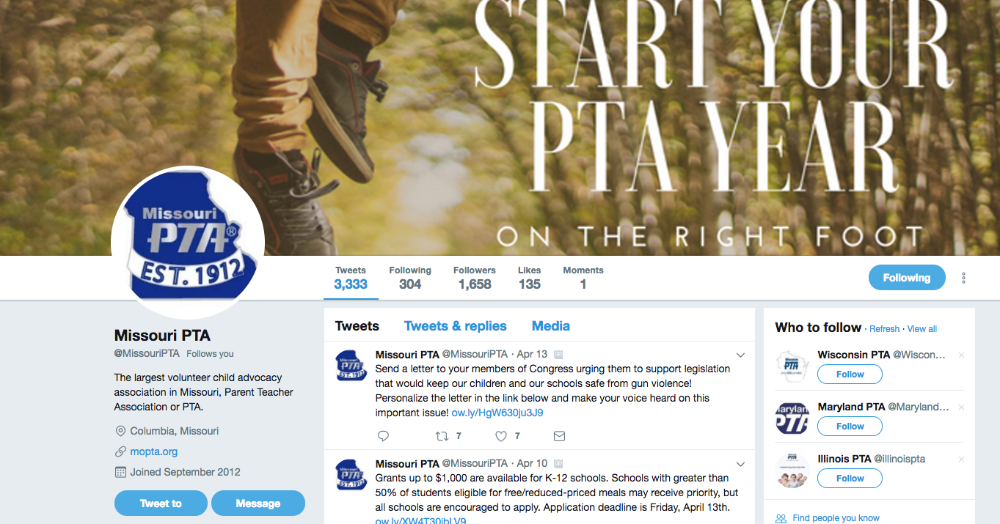 START YOUR
PTA YEAR
ON THE RIGHT FOOT
Missouri
PTA®
EST. 1912
Tweets
3,333
Following
304
Followers
1,658
Likes
135
Moments
1
Following
Missouri PTA
@MissouriPTA Follows you
The largest volunteer child advocacy
association in Missouri, Parent Teacher
Association or PTA.
Columbia, Missouri
mopta.org
Joined September 2012
Tweet to
Message
Tweets Tweets & replies Media
Missouri PTA @MissouriPTA · Apr 13
Send a letter to your members of Congress urging them to support legislation
that would keep our children and our schools safe from gun violence!
Personalize the letter in the link below and make your voice heard on this
important issue! ow.ly/HgW630ju3J9
7 7
Missouri PTA @MissouriPTA · Apr 10
Grants up to $1,000 are available for K-12 schools. Schools with greater than
50% of students eligible for free/reduced-priced meals may receive priority, but
all schools are encouraged to apply. Application deadline is Friday, April 13th.
Who to follow · Refresh · View all
Wisconsin PTA @Wiscon...
Follow
Maryland PTA @Maryland...
Follow
Illinois PTA @illinoispta
Follow
Find people you know